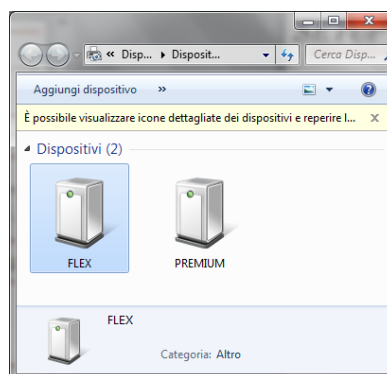 « Disp... ▸ Disposit...
Cerca Disp...
Aggiungi dispositivo »
È possibile visualizzare icone dettagliate dei dispositivi e reperire l...
Dispositivi (2)
FLEX
PREMIUM
FLEX
Categoria: Altro